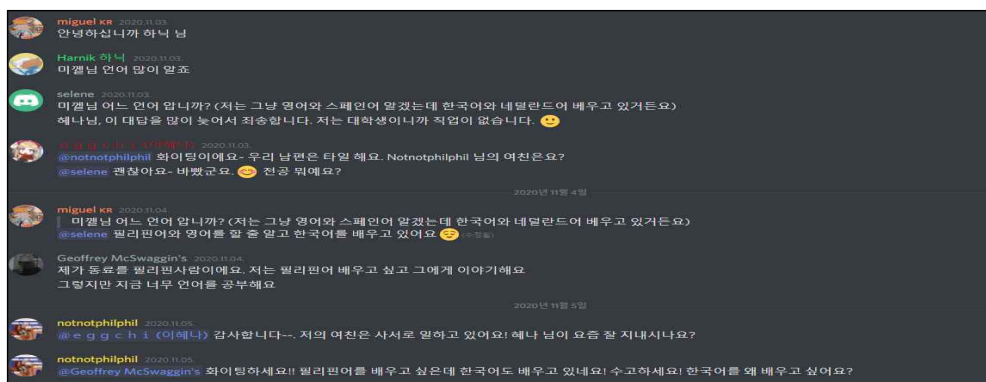 miguel KR 2020.11.03.
안녕하십니까 하닉 님
Harnik 하닉 2020.11.03.
미껠님 언어 많이 알죠
selene 2020.11.03.
미껠님 어느 언어 압니까? (저는 그냥 영어와 스페인어 알겠는데 한국어와 네덜란드어 베우고 있거든요)
헤나님, 이 대답을 많이 늦어서 죄송합니다. 저는 대학생이니까 직업이 없습니다.
e g g c h i (이헤나) 2020.11.03.
@notnotphilphil 화이팅이에요- 우리 남편은 타일 해요. Notnotphilphil 님의 여친은요?
@selene 괜찮아요- 바빴군요. 전공 뭐예요?
2020년 11월 4일
miguel KR 2020.11.04.
미껠님 어느 언어 압니까? (저는 그냥 영어와 스페인어 알겠는데 한국어와 네덜란드어 베우고 있거든요)
@selene 필리핀어와 영어를 할 줄 알고 한국어를 배우고 있어요 (수정됨)
Geoffrey McSwaggin's 2020.11.04.
제가 동료를 필리핀사람이에요. 저는 필리핀어 배우고 싶고 그에게 이야기해요
그렇지만 지금 너무 언어를 공부해요
2020년 11월 5일
notnotphilphil 2020.11.05.
@e g g c h i (이헤나) 감사합니다--. 저의 여친은 사서로 일하고 있어요! 헤나 님이 요즘 잘 지내시나요?
notnotphilphil 2020.11.05.
@Geoffrey McSwaggin's 화이팅하세요!! 필리핀어를 배우고 싶은데 한국어도 배우고 있네요! 수고하세요! 한국어를 왜 배우고 싶어요?